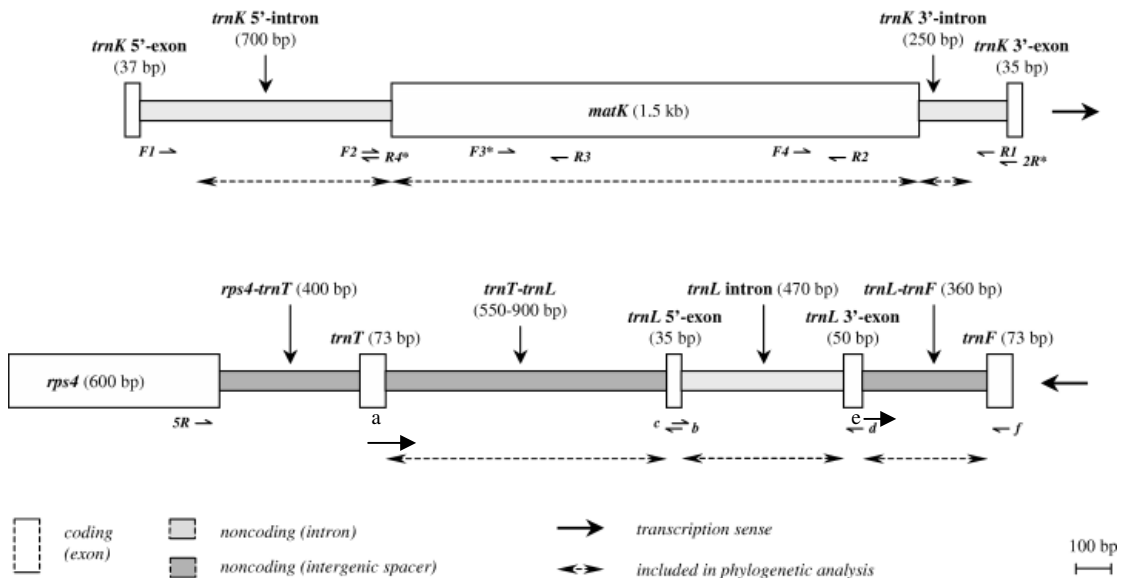 trnK 5'-intron
(700 bp)
trnK 3'-intron
(250 bp)
trnK 5'-exon
(37 bp)
trnK 3'-exon
(35 bp)
matK (1.5 kb)
F1
F2
R4*
F3*
R3
F4
R2
R1
2R*
rps4-trnT (400 bp)
trnT-trnL
(550-900 bp)
trnL intron (470 bp)
trnL-trnF (360 bp)
trnT (73 bp)
trnL 5'-exon
(35 bp)
trnL 3'-exon
(50 bp)
trnF (73 bp)
rps4 (600 bp)
5R
a
c
b
e
d
f
coding
(exon)
noncoding (intron)
noncoding (intergenic spacer)
transcription sense
included in phylogenetic analysis
100 bp